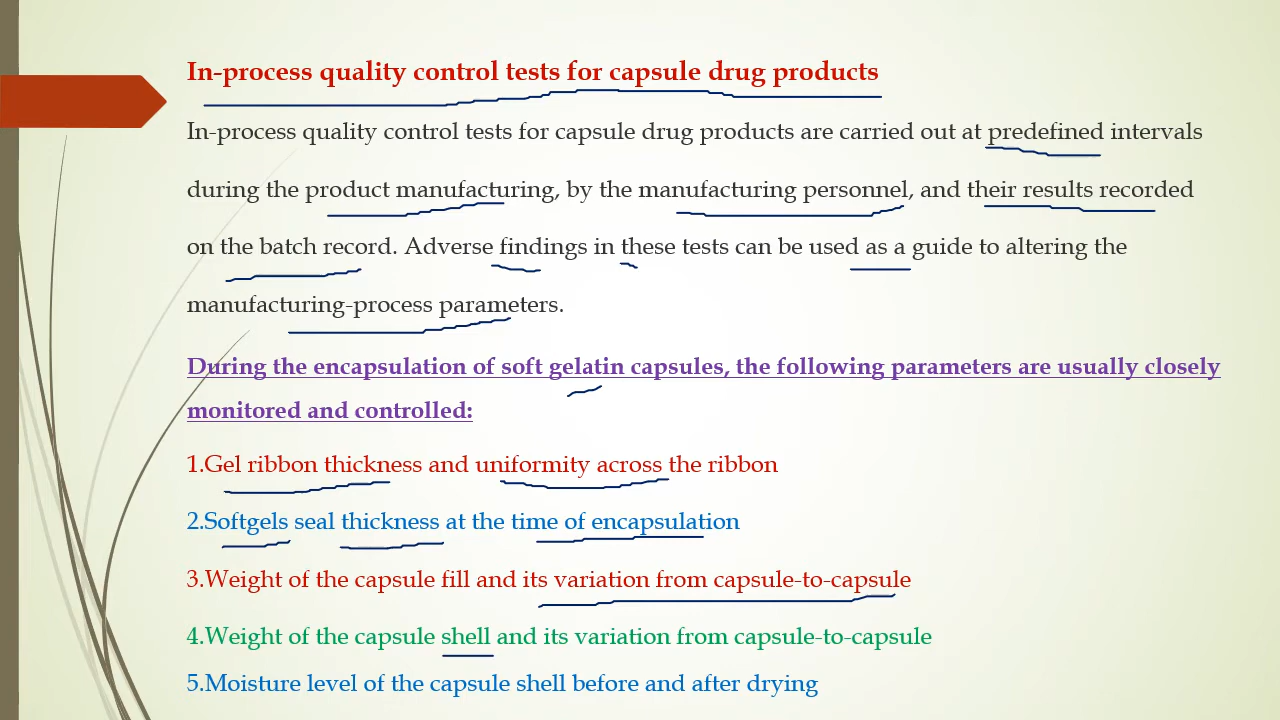 In-process quality control tests for capsule drug products
In-process quality control tests for capsule drug products are carried out at predefined intervals
during the product manufacturing, by the manufacturing personnel, and their results recorded
on the batch record. Adverse findings in these tests can be used as a guide to altering the
manufacturing-process parameters.
During the encapsulation of soft gelatin capsules, the following parameters are usually closely
monitored and controlled:
1.Gel ribbon thickness and uniformity across the ribbon
2.Softgels seal thickness at the time of encapsulation
3.Weight of the capsule fill and its variation from capsule-to-capsule
4.Weight of the capsule shell and its variation from capsule-to-capsule
5.Moisture level of the capsule shell before and after drying